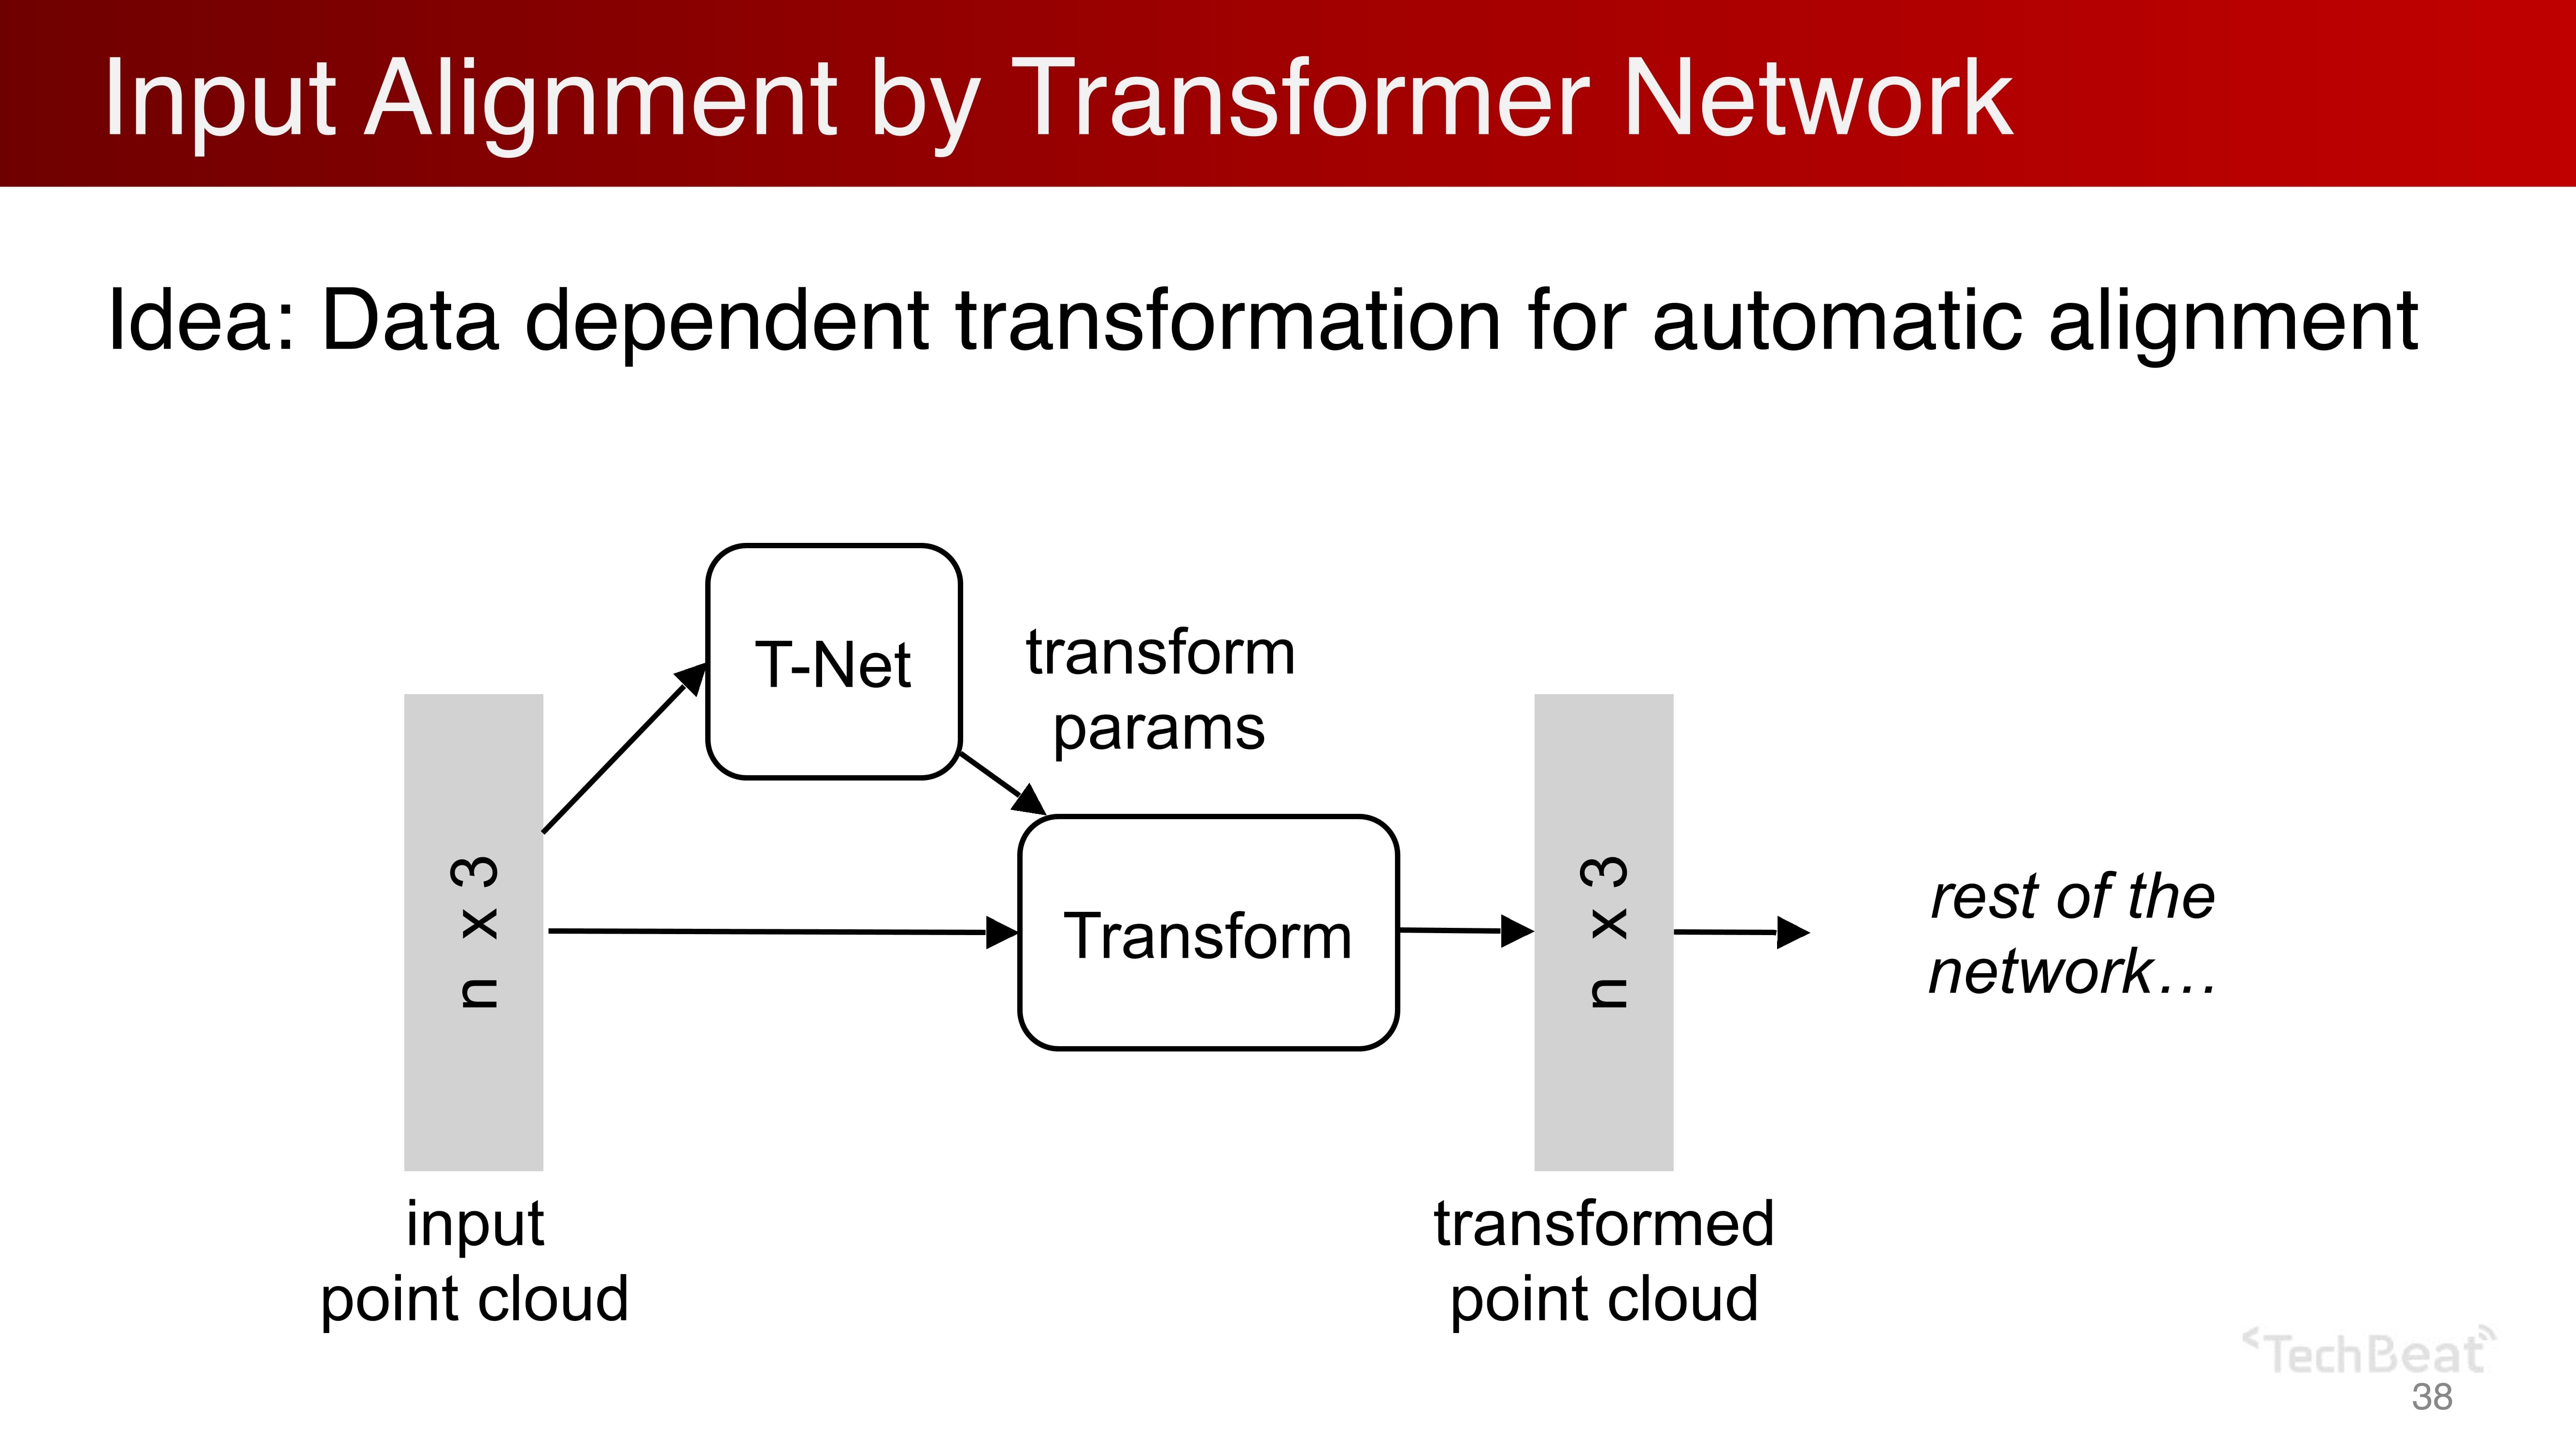 Input Alignment by Transformer Network
Idea: Data dependent transformation for automatic alignment
T-Net
transform
params
n x 3
Transform
n x 3
rest of the
network…
input
point cloud
transformed
point cloud
<TechBeat
38